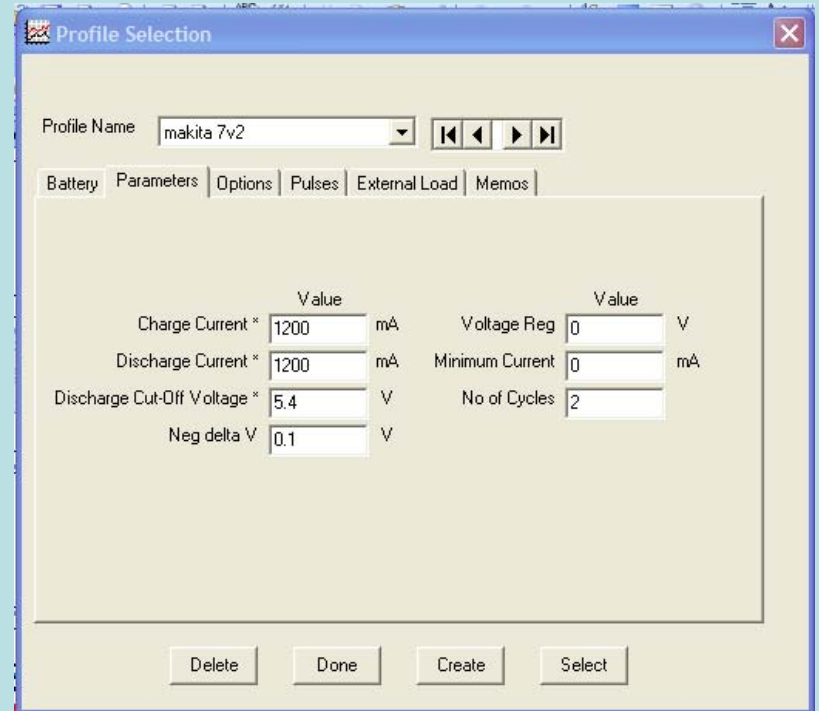 Profile Selection
Profile Name makita 7v2
Battery Parameters Options Pulses External Load Memos
Value Value
Charge Current * 1200 mA Voltage Reg 0 V
Discharge Current * 1200 mA Minimum Current 0 mA
Discharge Cut-Off Voltage * 5.4 V No of Cycles 2
Neg delta V 0.1 V
Delete Done Create Select